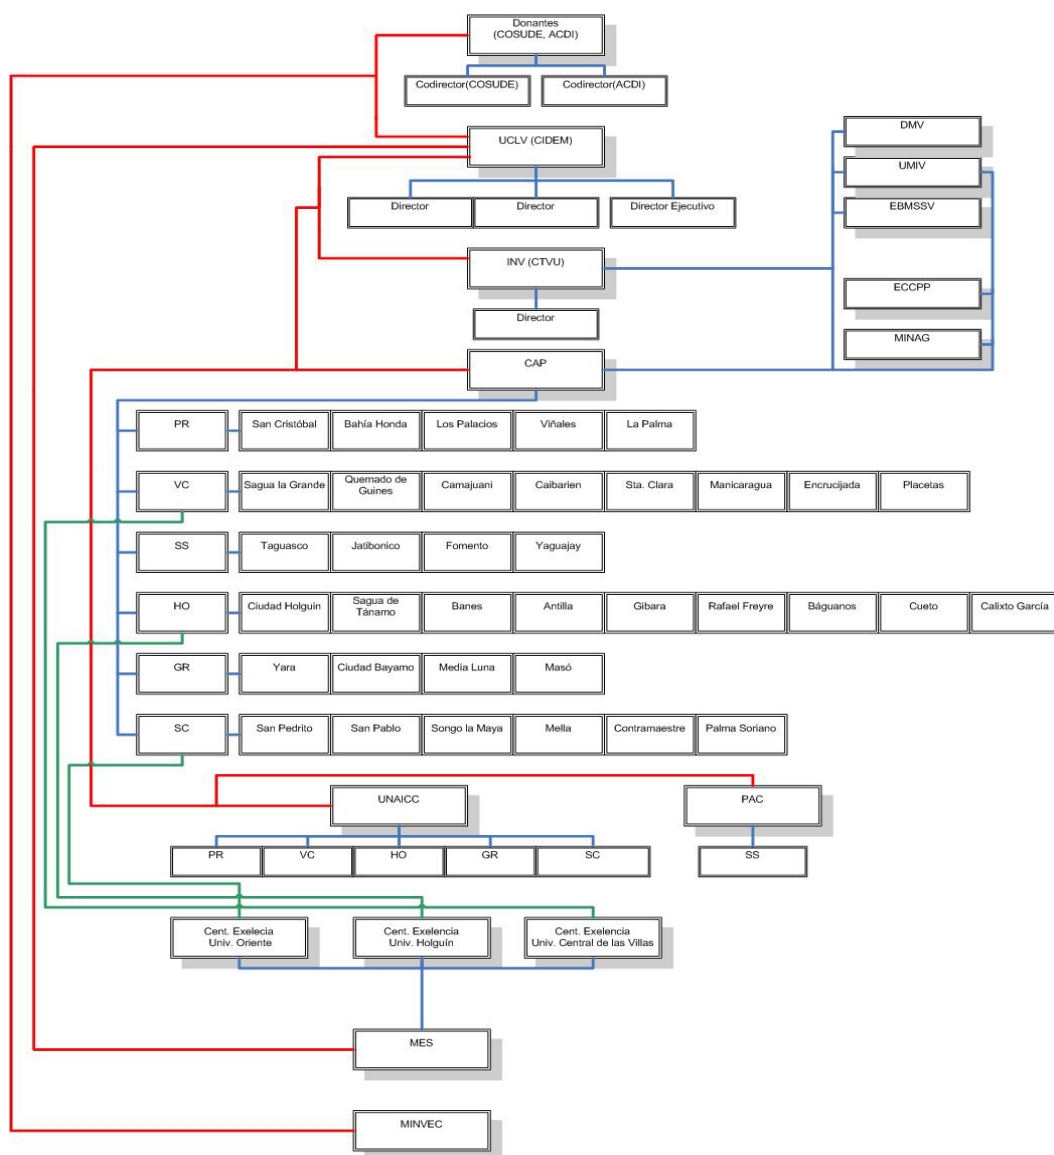 Donantes
(COSUDE, ACDI)
Codirector(COSUDE)
Codirector(ACDI)
UCLV (CIDEM)
DMV
UMIV
EBMSSV
ECCPP
MINAG
Director
Director
Director Ejecutivo
INV (CTVU)
Director
CAP
PR
San Cristóbal
Bahía Honda
Los Palacios
Viñales
La Palma
VC
Sagua la Grande
Quemado de
Guines
Camajuani
Caibarien
Sta. Clara
Manicaragua
Encrucijada
Placetas
SS
Taguasco
Jatibonico
Fomento
Yaguajay
HO
Ciudad Holguin
Sagua de
Tánamo
Banes
Antilla
Gibara
Rafael Freyre
Báguanos
Cueto
Calixto García
GR
Yara
Ciudad Bayamo
Media Luna
Masó
SC
San Pedrito
San Pablo
Songo la Maya
Mella
Contramaestre
Palma Soriano
UNAICC
PAC
PR
VC
HO
GR
SC
SS
Cent. Exelecia
Univ. Oriente
Cent. Exelencia
Univ. Holguín
Cent. Exelencia
Univ. Central de las Villas
MES
MINVEC